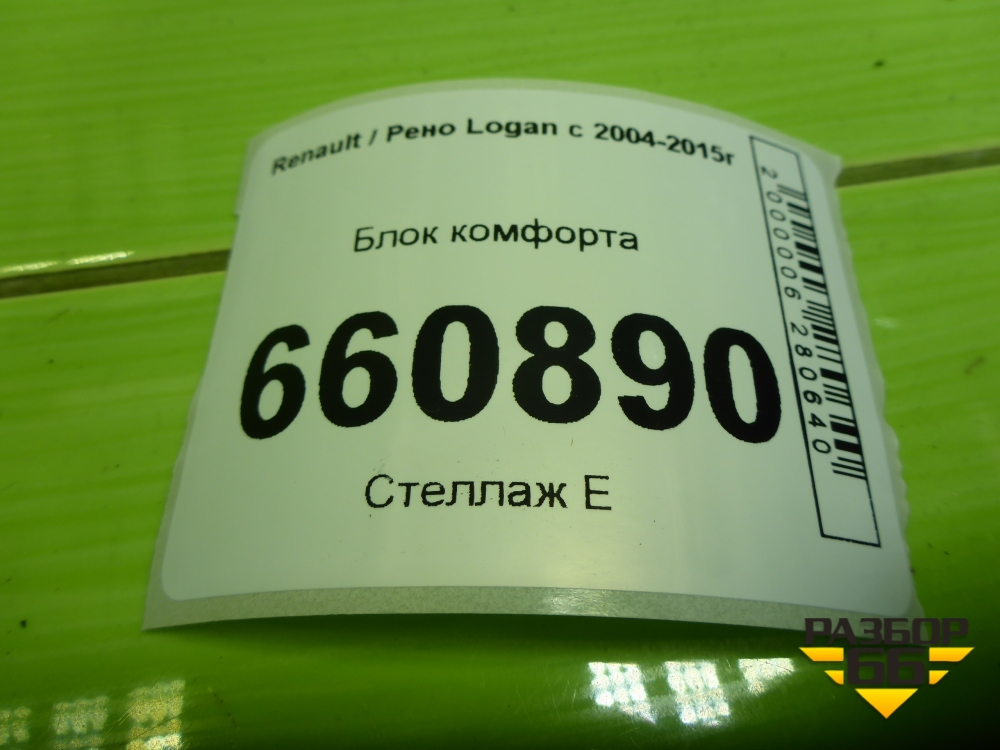 Renault / Рено Logan с 2004-2015г
Блок комфорта
660890
Стеллаж Е
2000006280640
РАЗБОР
66